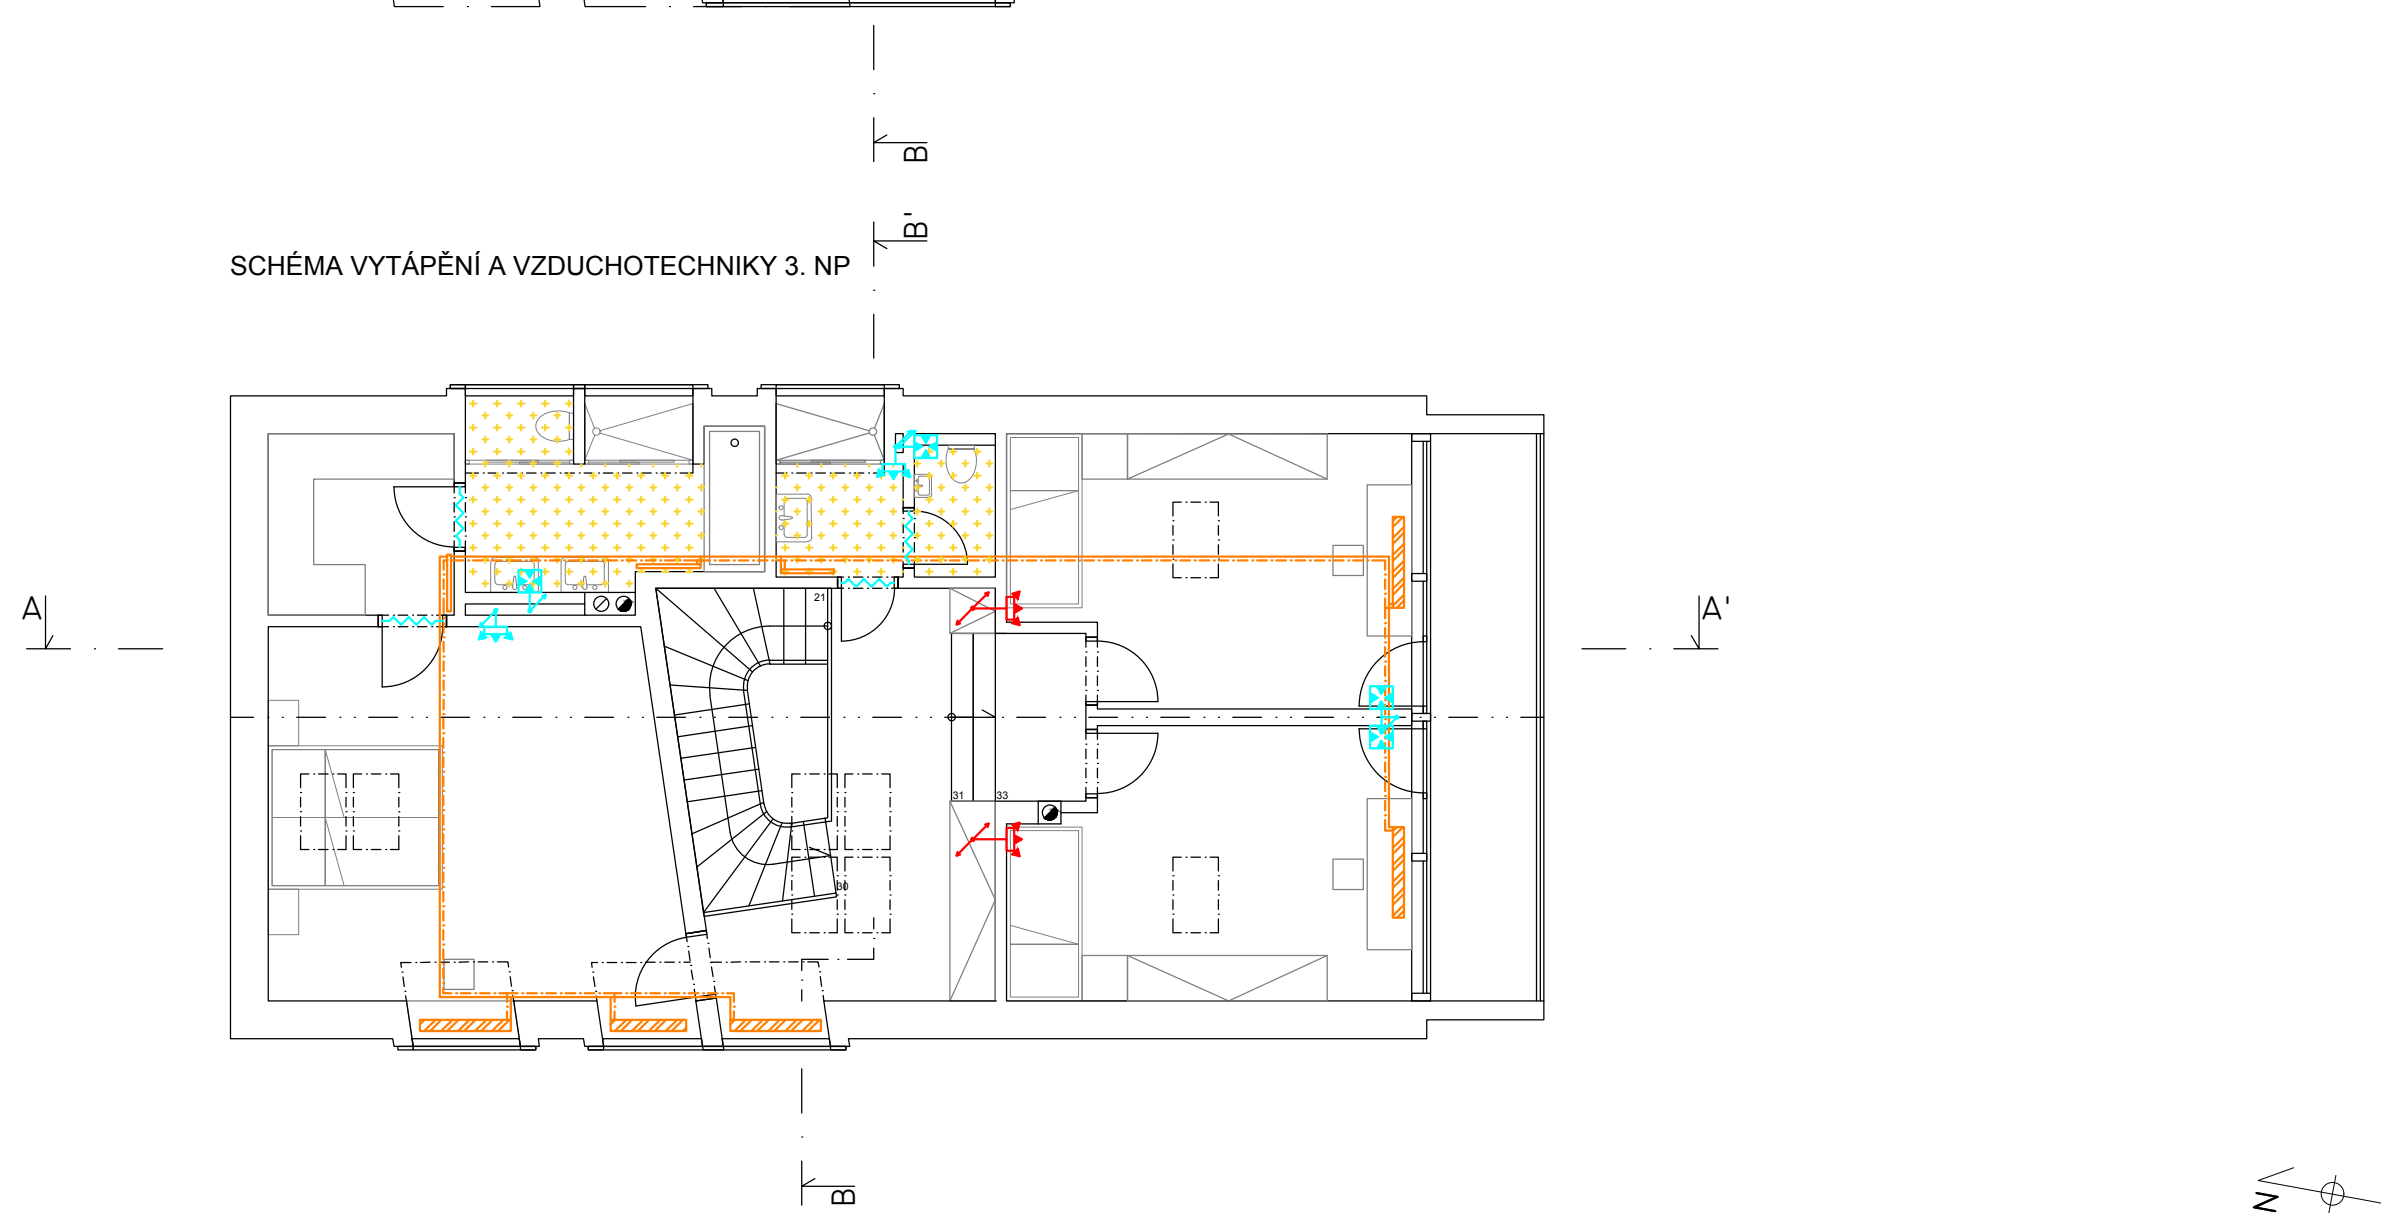 B
B'
SCHÉMA VYTÁPĚNÍ A VZDUCHOTECHNIKY 3. NP
A
A'
21
31
33
30
B
N